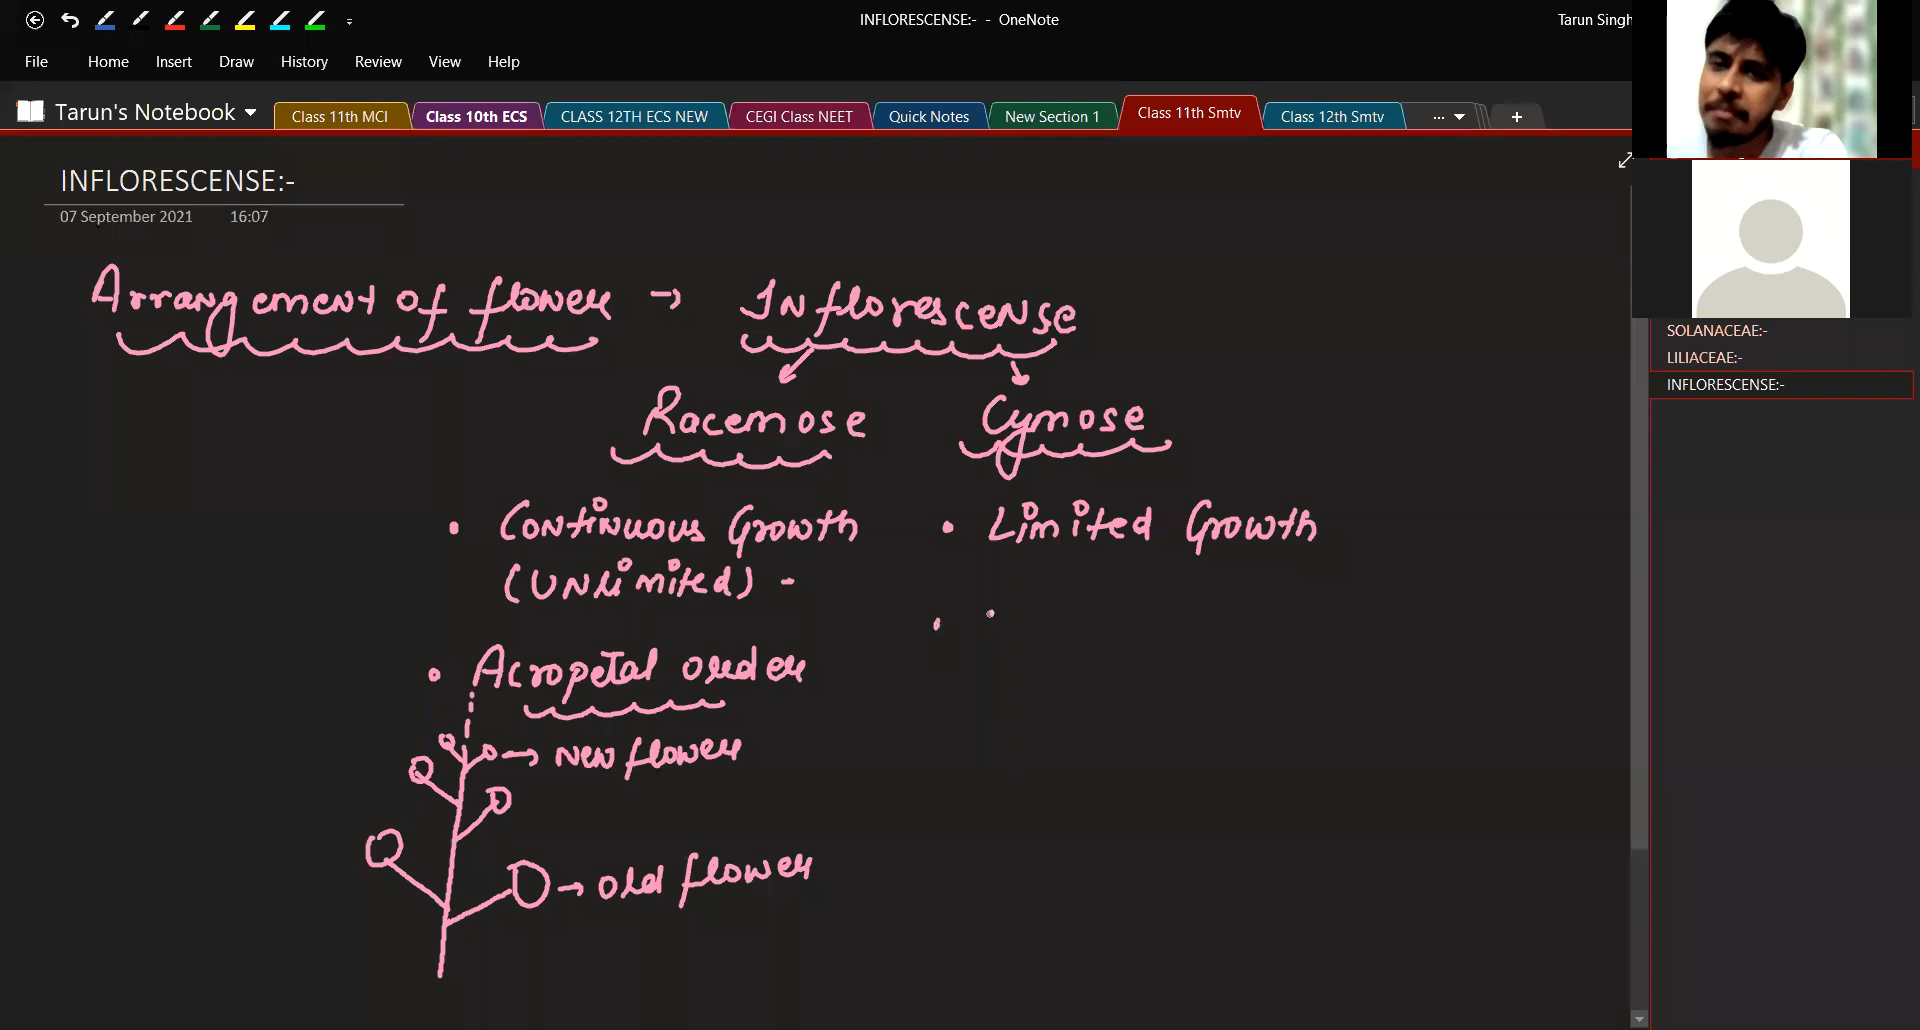 INFLORESCENSE:- - OneNote
Tarun Singh
File Home Insert Draw History Review View Help
Tarun's Notebook
Class 11th MCI
Class 10th ECS
CLASS 12TH ECS NEW
CEGI Class NEET
Quick Notes
New Section 1
Class 11th Smtv
Class 12th Smtv
...
+
INFLORESCENSE:-
07 September 2021 16:07
Arrangement of flower → Inflorescense
Racemose Cymose
• Continuous Growth • Limited Growth
(Unlimited) -
• Acropetal order
→ New flower
→ old flower
SOLANACEAE:-
LILIACEAE:-
INFLORESCENSE:-